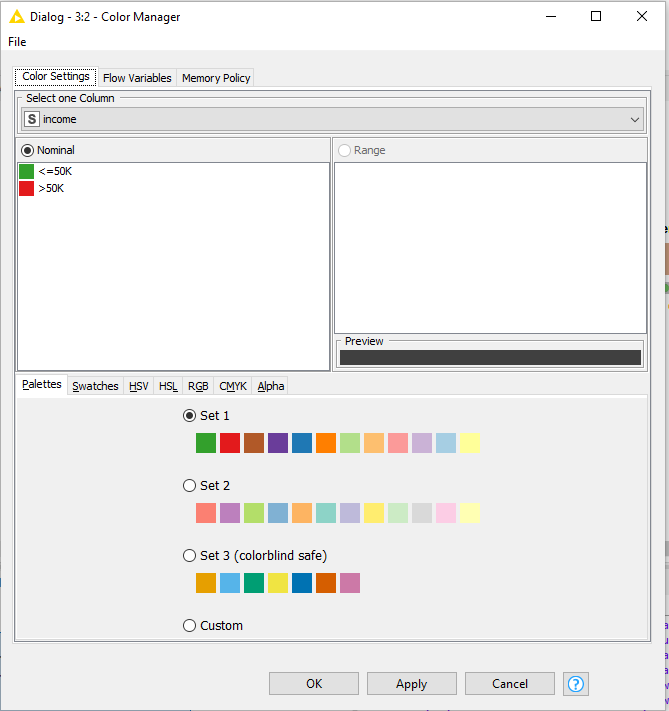 Dialog - 3:2 - Color Manager
File
Color Settings Flow Variables Memory Policy
Select one Column
S income
Nominal
Range
<=50K
>50K
Preview
Palettes Swatches HSV HSL RGB CMYK Alpha
Set 1
Set 2
Set 3 (colorblind safe)
Custom
OK Apply Cancel ?